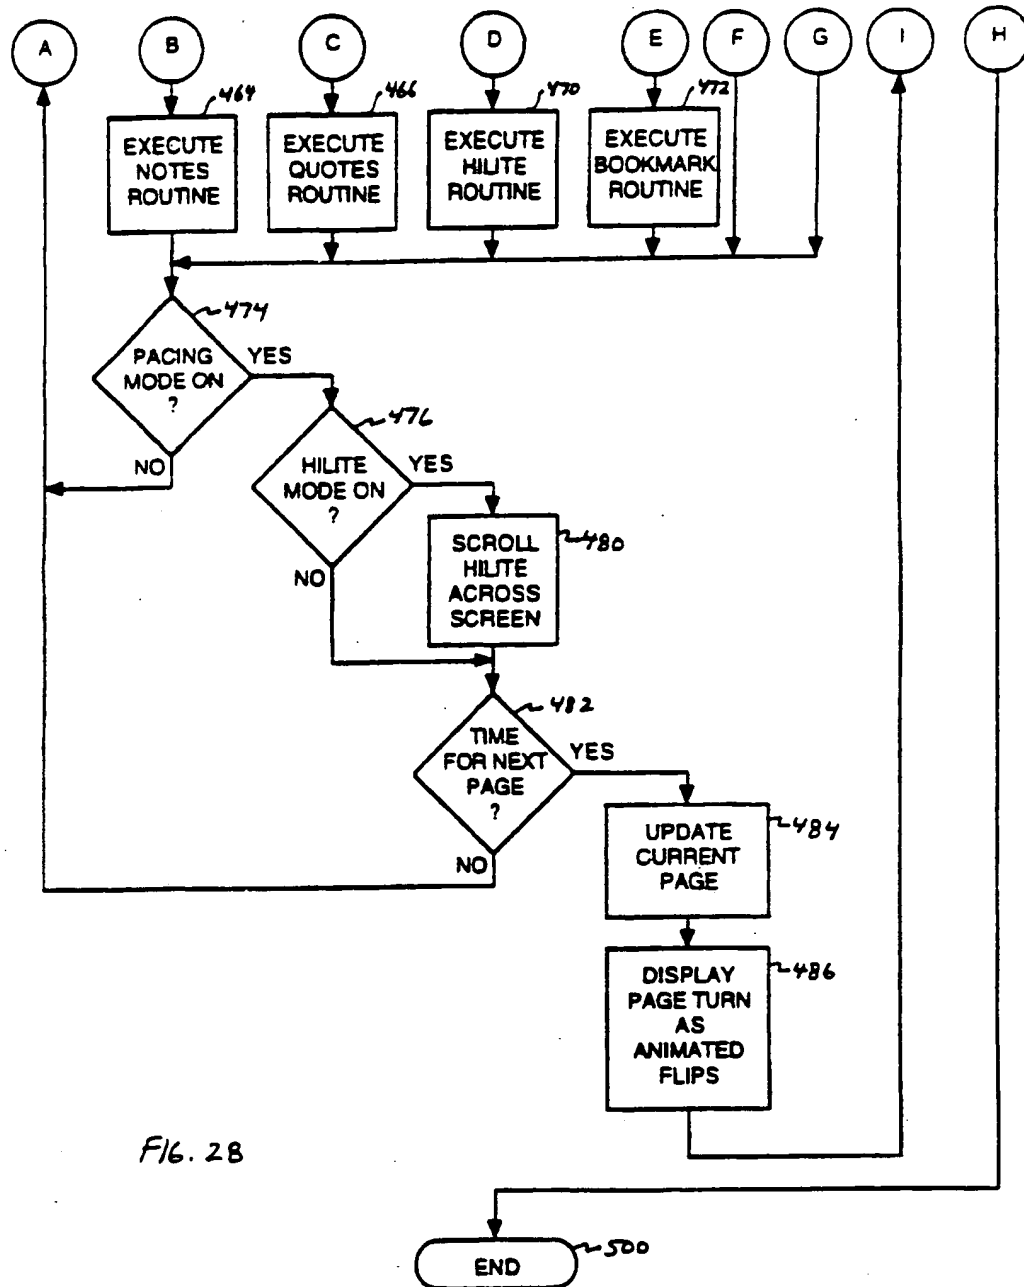 A
B
C
D
E
F
G
I
H
464
466
470
472
EXECUTE
NOTES
ROUTINE
EXECUTE
QUOTES
ROUTINE
EXECUTE
HILITE
ROUTINE
EXECUTE
BOOKMARK
ROUTINE
474
PACING
MODE ON
?
YES
NO
476
HILITE
MODE ON
?
YES
NO
480
SCROLL
HILITE
ACROSS
SCREEN
482
TIME
FOR NEXT
PAGE
?
YES
NO
484
UPDATE
CURRENT
PAGE
486
DISPLAY
PAGE TURN
AS
ANIMATED
FLIPS
FIG. 28
500
END